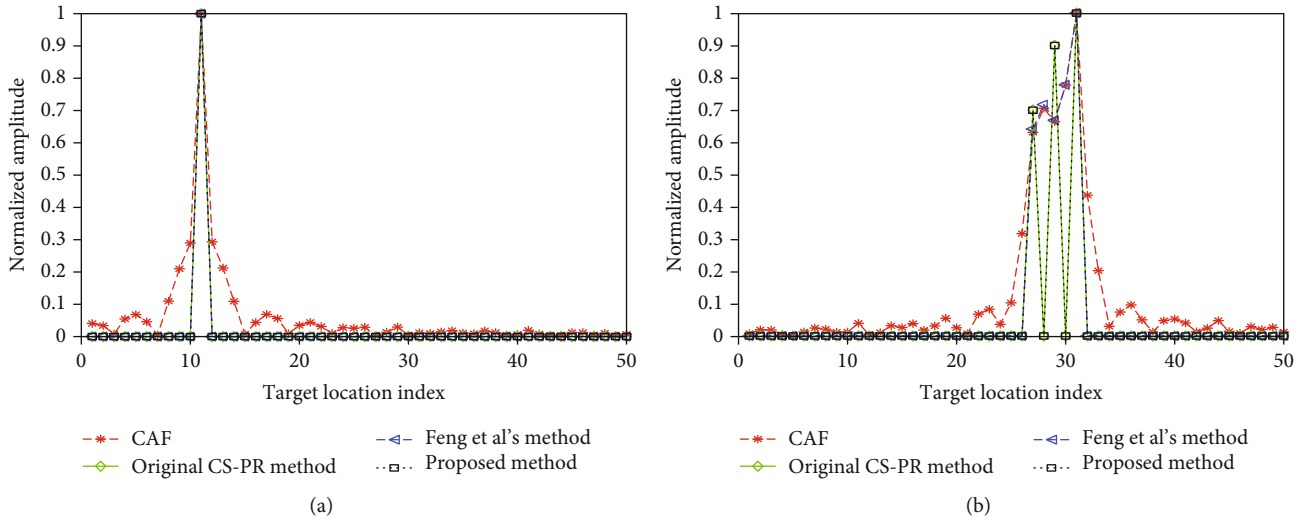 1
0.9
0.8
0.7
0.6
0.5
0.4
0.3
0.2
0.1
0
Normalized amplitude
0 10 20 30 40 50
Target location index
CAF
Original CS-PR method
Feng et al's method
Proposed method
(a)
1
0.9
0.8
0.7
0.6
0.5
0.4
0.3
0.2
0.1
0
Normalized amplitude
0 10 20 30 40 50
Target location index
CAF
Original CS-PR method
Feng et al's method
Proposed method
(b)